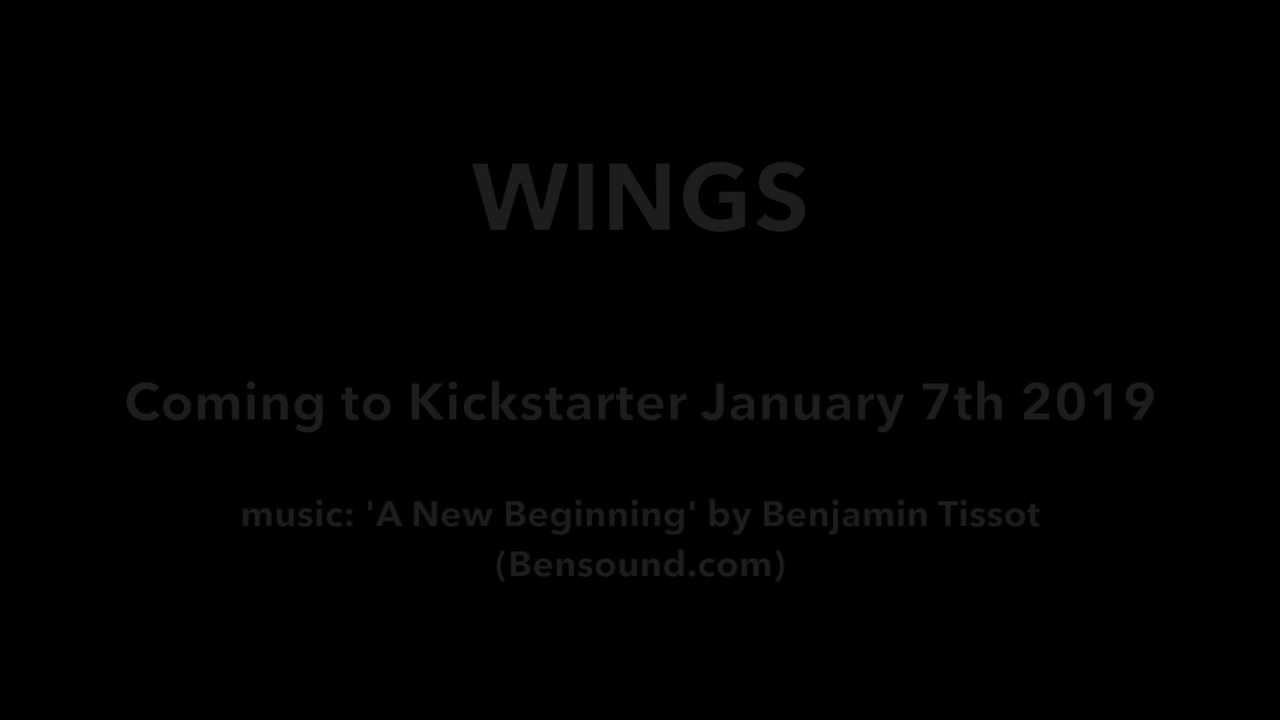 WINGS
Coming to Kickstarter January 7th 2019
music: 'A New Beginning' by Benjamin Tissot
(Bensound.com)